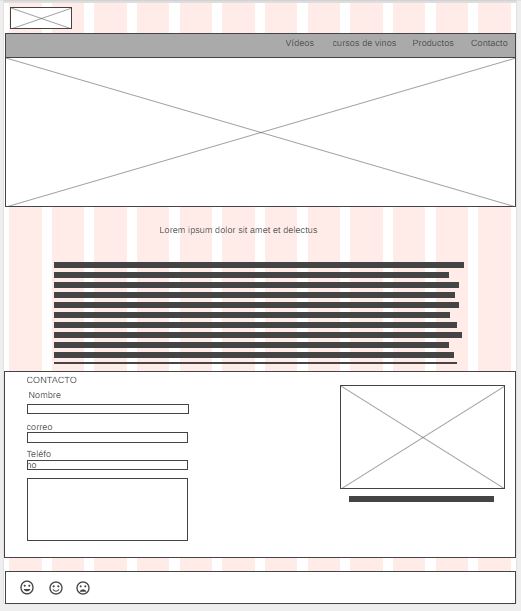 Vídeos cursos de vinos Productos Contacto
Lorem ipsum dolor sit amet et delectus
CONTACTO
Nombre
correo
Teléfo
no